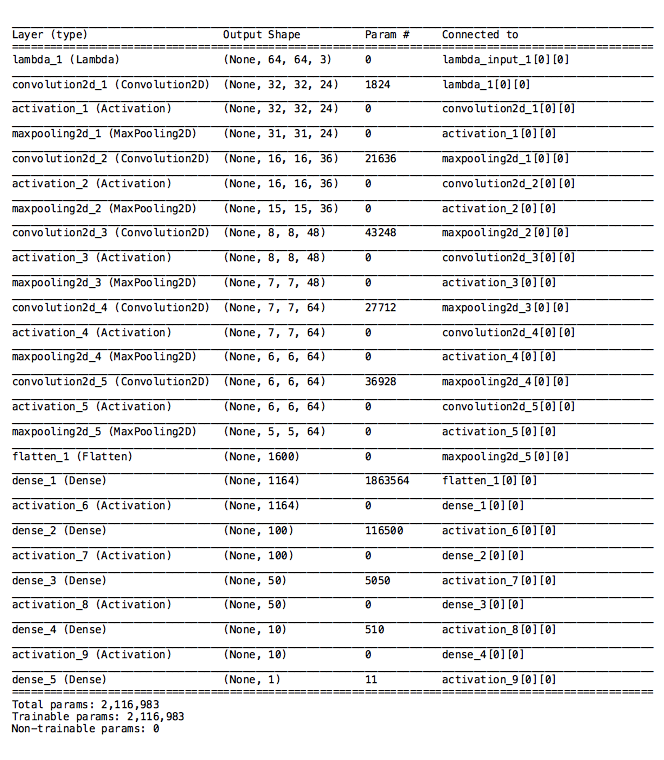 Layer (type) Output Shape Param # Connected to
lambda_1 (Lambda) (None, 64, 64, 3) 0 lambda_input_1[0][0]
convolution2d_1 (Convolution2D) (None, 32, 32, 24) 1824 lambda_1[0][0]
activation_1 (Activation) (None, 32, 32, 24) 0 convolution2d_1[0][0]
maxpooling2d_1 (MaxPooling2D) (None, 31, 31, 24) 0 activation_1[0][0]
convolution2d_2 (Convolution2D) (None, 16, 16, 36) 21636 maxpooling2d_1[0][0]
activation_2 (Activation) (None, 16, 16, 36) 0 convolution2d_2[0][0]
maxpooling2d_2 (MaxPooling2D) (None, 15, 15, 36) 0 activation_2[0][0]
convolution2d_3 (Convolution2D) (None, 8, 8, 48) 43248 maxpooling2d_2[0][0]
activation_3 (Activation) (None, 8, 8, 48) 0 convolution2d_3[0][0]
maxpooling2d_3 (MaxPooling2D) (None, 7, 7, 48) 0 activation_3[0][0]
convolution2d_4 (Convolution2D) (None, 7, 7, 64) 27712 maxpooling2d_3[0][0]
activation_4 (Activation) (None, 7, 7, 64) 0 convolution2d_4[0][0]
maxpooling2d_4 (MaxPooling2D) (None, 6, 6, 64) 0 activation_4[0][0]
convolution2d_5 (Convolution2D) (None, 6, 6, 64) 36928 maxpooling2d_4[0][0]
activation_5 (Activation) (None, 6, 6, 64) 0 convolution2d_5[0][0]
maxpooling2d_5 (MaxPooling2D) (None, 5, 5, 64) 0 activation_5[0][0]
flatten_1 (Flatten) (None, 1600) 0 maxpooling2d_5[0][0]
dense_1 (Dense) (None, 1164) 1863564 flatten_1[0][0]
activation_6 (Activation) (None, 1164) 0 dense_1[0][0]
dense_2 (Dense) (None, 100) 116500 activation_6[0][0]
activation_7 (Activation) (None, 100) 0 dense_2[0][0]
dense_3 (Dense) (None, 50) 5050 activation_7[0][0]
activation_8 (Activation) (None, 50) 0 dense_3[0][0]
dense_4 (Dense) (None, 10) 510 activation_8[0][0]
activation_9 (Activation) (None, 10) 0 dense_4[0][0]
dense_5 (Dense) (None, 1) 11 activation_9[0][0]
Total params: 2,116,983
Trainable params: 2,116,983
Non-trainable params: 0